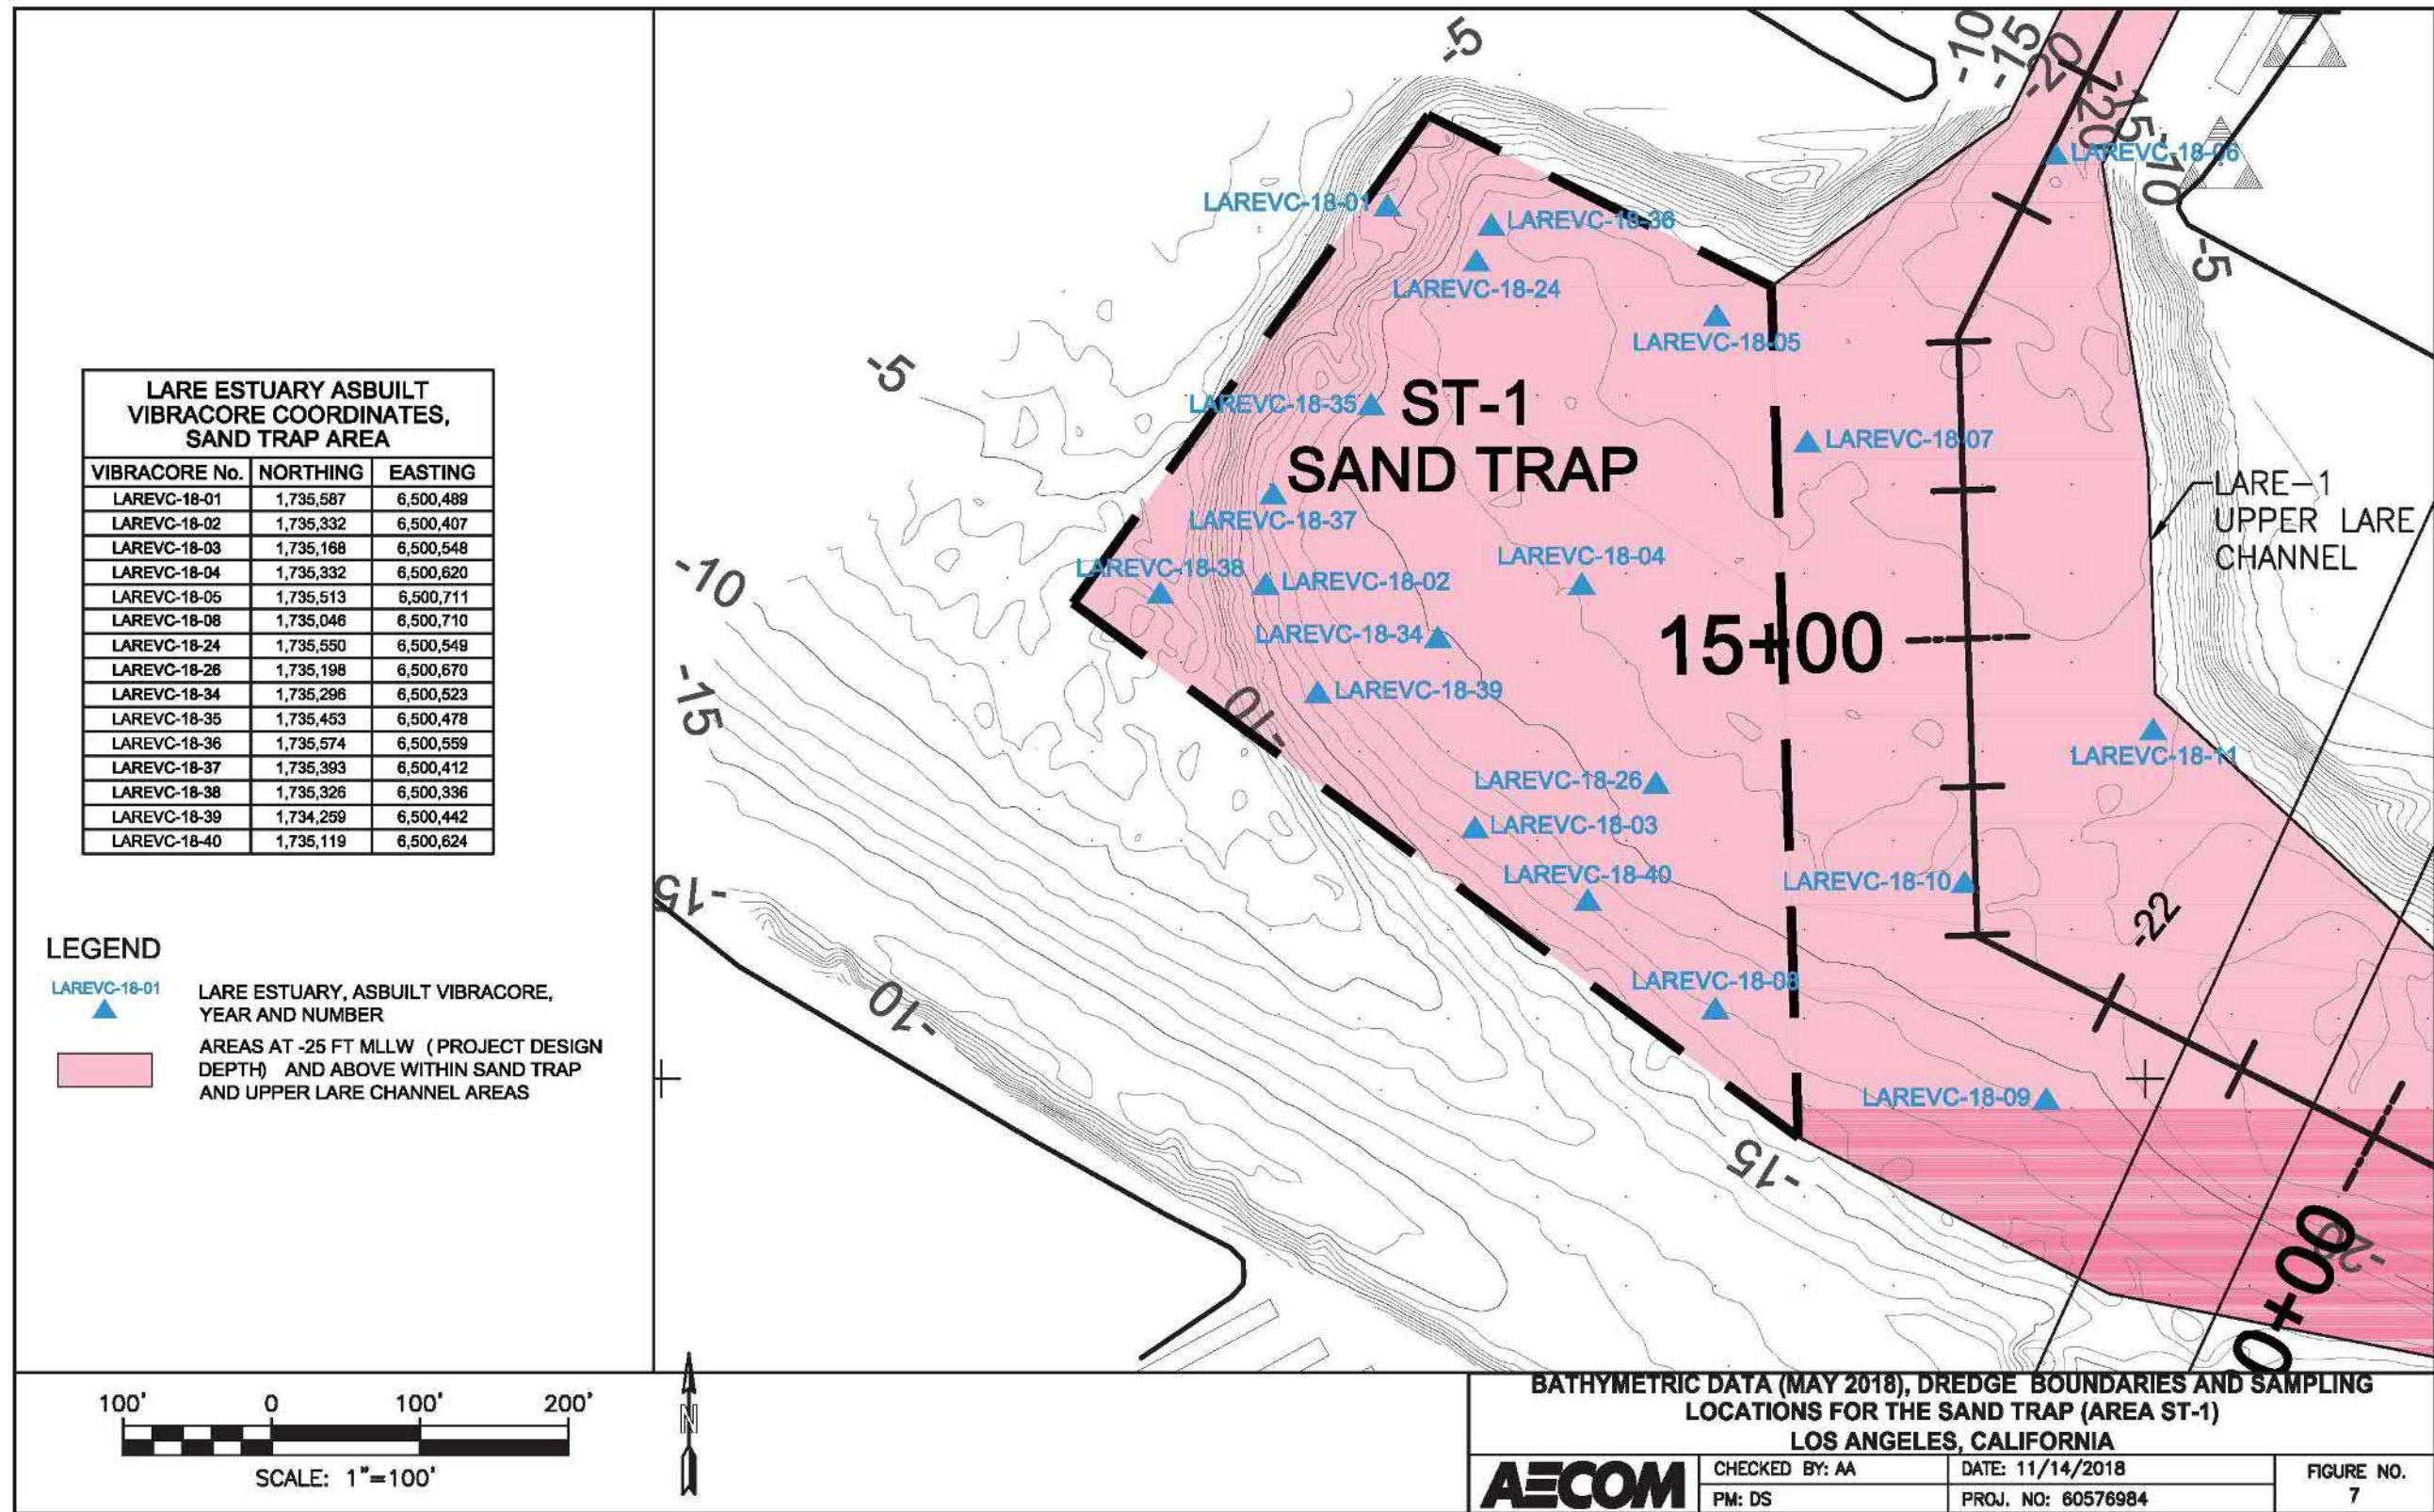 LARE ESTUARY ASBUILT
VIBRACORE COORDINATES,
SAND TRAP AREA
VIBRACORE No. NORTHING EASTING
LAREVC-18-01 1,735,587 6,500,489
LAREVC-18-02 1,735,332 6,500,407
LAREVC-18-03 1,735,168 6,500,548
LAREVC-18-04 1,735,332 6,500,620
LAREVC-18-05 1,735,513 6,500,711
LAREVC-18-08 1,735,046 6,500,710
LAREVC-18-24 1,735,550 6,500,549
LAREVC-18-26 1,735,198 6,500,670
LAREVC-18-34 1,735,296 6,500,523
LAREVC-18-35 1,735,453 6,500,478
LAREVC-18-36 1,735,574 6,500,559
LAREVC-18-37 1,735,393 6,500,412
LAREVC-18-38 1,735,326 6,500,336
LAREVC-18-39 1,734,259 6,500,442
LAREVC-18-40 1,735,119 6,500,624
LEGEND
LAREVC-18-01
LARE ESTUARY, ASBUILT VIBRACORE,
YEAR AND NUMBER
AREAS AT -25 FT MLLW ( PROJECT DESIGN
DEPTH) AND ABOVE WITHIN SAND TRAP
AND UPPER LARE CHANNEL AREAS
-5
-10
-15
-20
-20
-15
-10
-5
LAREVC-18-06
LAREVC-18-01
LAREVC-18-36
LAREVC-18-24
LAREVC-18-05
-5
LAREVC-18-35
ST-1
SAND TRAP
LAREVC-18-07
LARE-1
UPPER LARE
CHANNEL
LAREVC-18-37
-10
LAREVC-18-38
LAREVC-18-02
LAREVC-18-04
LAREVC-18-34
15+00
-15
LAREVC-18-39
-10
LAREVC-18-11
LAREVC-18-26
LAREVC-18-03
LAREVC-18-40
LAREVC-18-10
-15
-22
-10
LAREVC-18-08
LAREVC-18-09
-15
-20
0+00
100' 0 100' 200'
SCALE: 1"=100'
N
BATHYMETRIC DATA (MAY 2018), DREDGE BOUNDARIES AND SAMPLING
LOCATIONS FOR THE SAND TRAP (AREA ST-1)
LOS ANGELES, CALIFORNIA
AECOM
CHECKED BY: AA
DATE: 11/14/2018
FIGURE NO.
PM: DS
PROJ. NO: 60576984
7